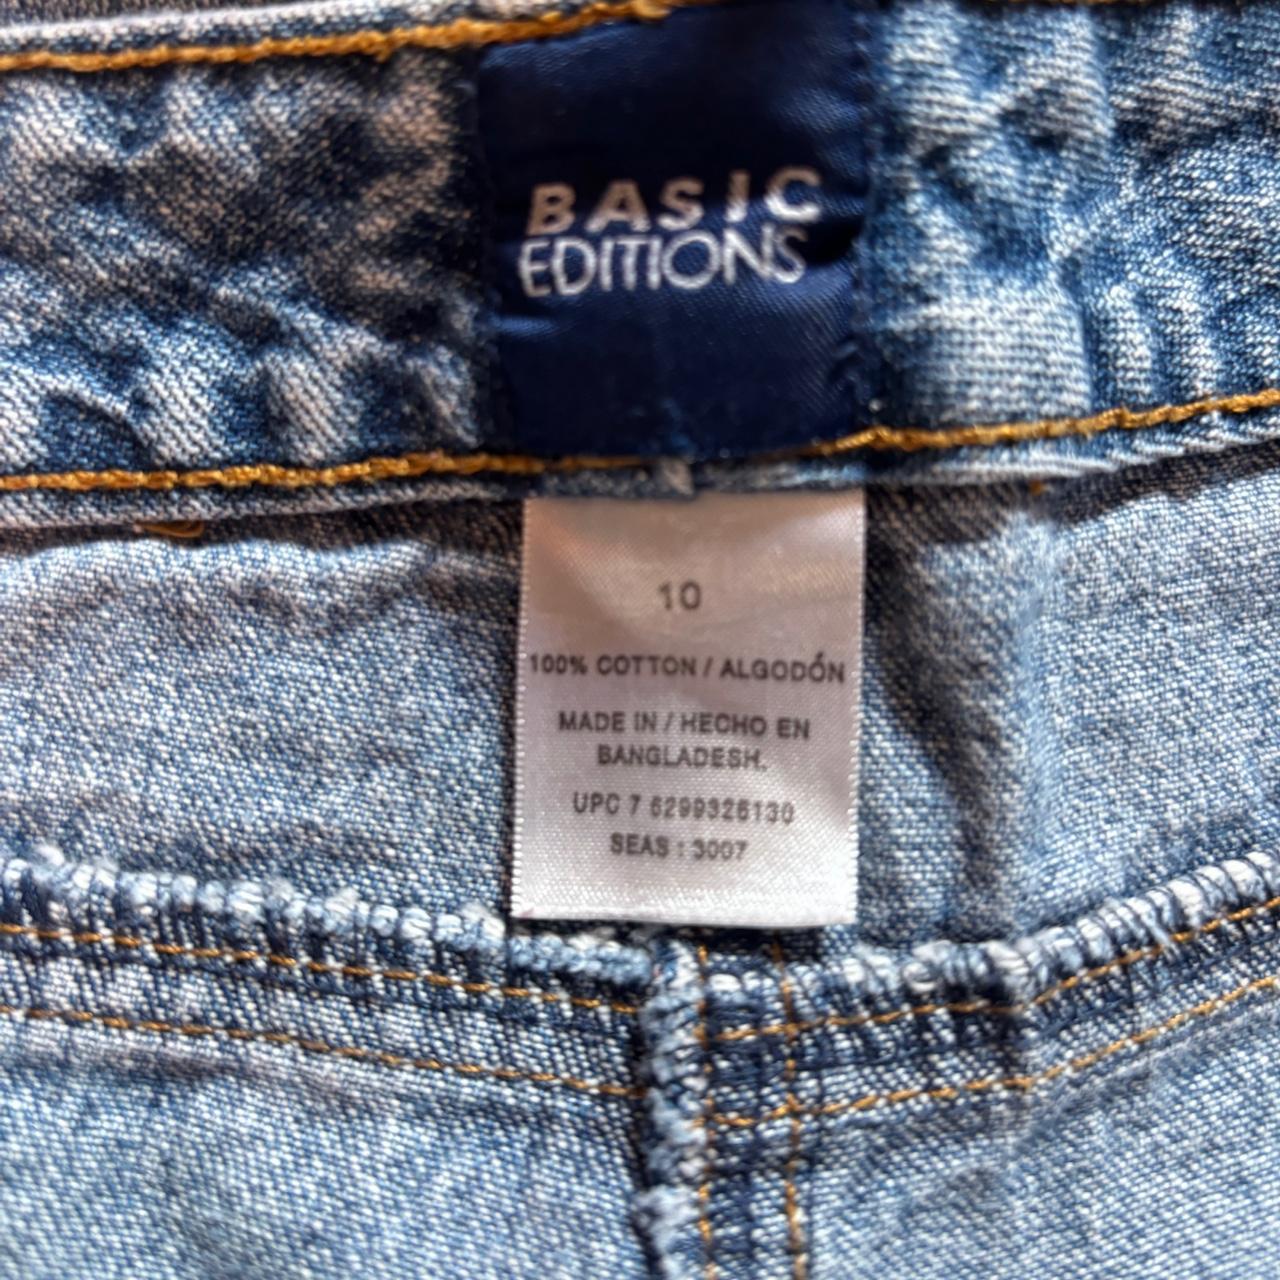 BASIC
EDITIONS
10
100% COTTON / ALGODÓN
MADE IN / HECHO EN
BANGLADESH.
UPC 7 6299326130
SEAS : 3007